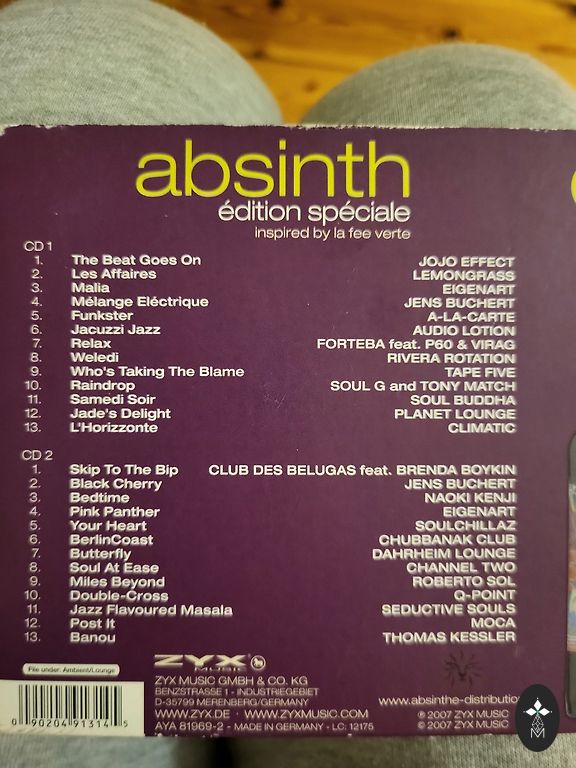 absinth
édition spéciale
inspired by la fee verte
CD 1
1. The Beat Goes On JOJO EFFECT
2. Les Affaires LEMONGRASS
3. Malia EIGENART
4. Mélange Eléctrique JENS BUCHERT
5. Funkster A-LA-CARTE
6. Jacuzzi Jazz AUDIO LOTION
7. Relax FORTEBA feat. P60 & VIRAG
8. Weledi RIVERA ROTATION
9. Who's Taking The Blame TAPE FIVE
10. Raindrop SOUL G and TONY MATCH
11. Samedi Soir SOUL BUDDHA
12. Jade's Delight PLANET LOUNGE
13. L'Horizzonte CLIMATIC
CD 2
1. Skip To The Bip CLUB DES BELUGAS feat. BRENDA BOYKIN
2. Black Cherry JENS BUCHERT
3. Bedtime NAOKI KENJI
4. Pink Panther EIGENART
5. Your Heart SOULCHILLAZ
6. BerlinCoast CHUBBANAK CLUB
7. Butterfly DAHRHEIM LOUNGE
8. Soul At Ease CHANNEL TWO
9. Miles Beyond ROBERTO SOL
10. Double-Cross Q-POINT
11. Jazz Flavoured Masala SEDUCTIVE SOULS
12. Post It MOCA
13. Banou THOMAS KESSLER
File under: Ambient/Lounge
ZYX
MUSIC
ZYX MUSIC GMBH & CO. KG
BENZSTRASSE 1 - INDUSTRIEGEBIET
D-35799 MERENBERG/GERMANY
WWW.ZYX.DE · WWW.ZYXMUSIC.COM
AYA 81969-2 - MADE IN GERMANY - LC: 12175
0 90204 91314 5
www.absinthe-distribution
℗ 2007 ZYX MUSIC
© 2007 ZYX MUSIC
M